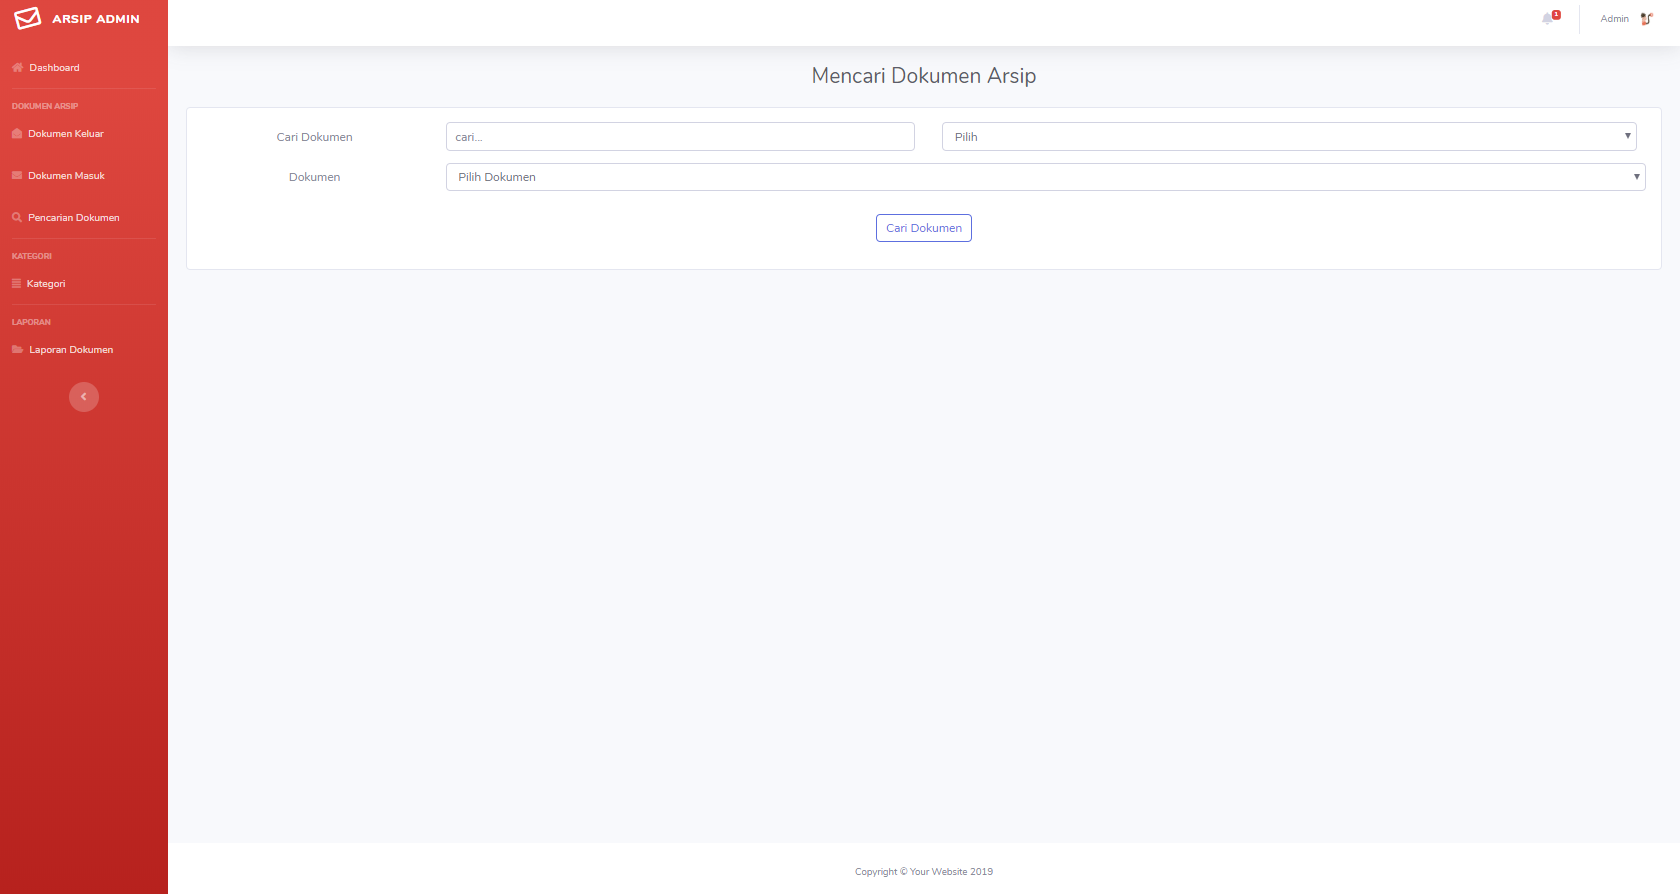 ARSIP ADMIN
Dashboard
DOKUMEN ARSIP
Dokumen Keluar
Dokumen Masuk
Pencarian Dokumen
KATEGORI
Kategori
LAPORAN
Laporan Dokumen
1
Admin
Mencari Dokumen Arsip
Cari Dokumen
cari...
Pilih
Dokumen
Pilih Dokumen
Cari Dokumen
Copyright © Your Website 2019